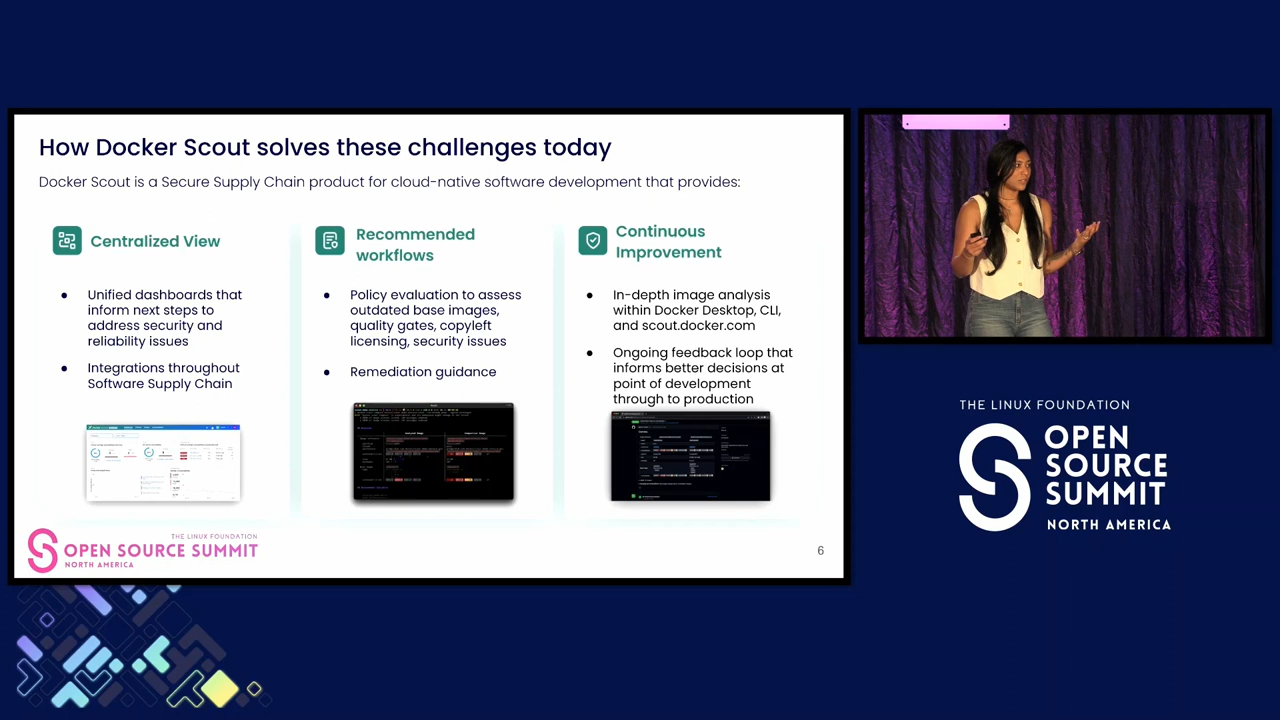 How Docker Scout solves these challenges today
Docker Scout is a Secure Supply Chain product for cloud-native software development that provides:
Centralized View
● Unified dashboards that
inform next steps to
address security and
reliability issues
● Integrations throughout
Software Supply Chain
Recommended
workflows
● Policy evaluation to assess
outdated base images,
quality gates, copyleft
licensing, security issues
● Remediation guidance
Continuous
Improvement
● In-depth image analysis
within Docker Desktop, CLI,
and scout.docker.com
● Ongoing feedback loop that
informs better decisions at
point of development
through to production
THE LINUX FOUNDATION
OPEN SOURCE SUMMIT
NORTH AMERICA
6
THE LINUX FOUNDATION
OPEN
SOURCE
SUMMIT
NORTH AMERICA